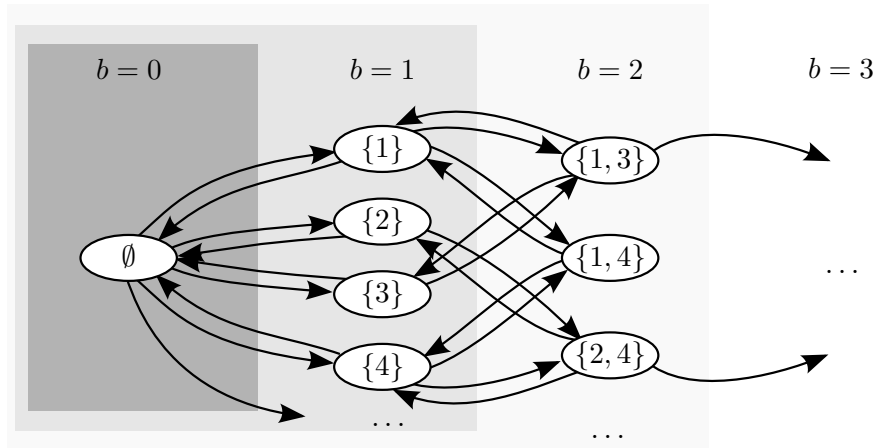 b = 0 b = 1 b = 2 b = 3
{1} {1, 3}
{2}
∅ {1, 4} . . .
{3}
{4} {2, 4}
. . . . . .